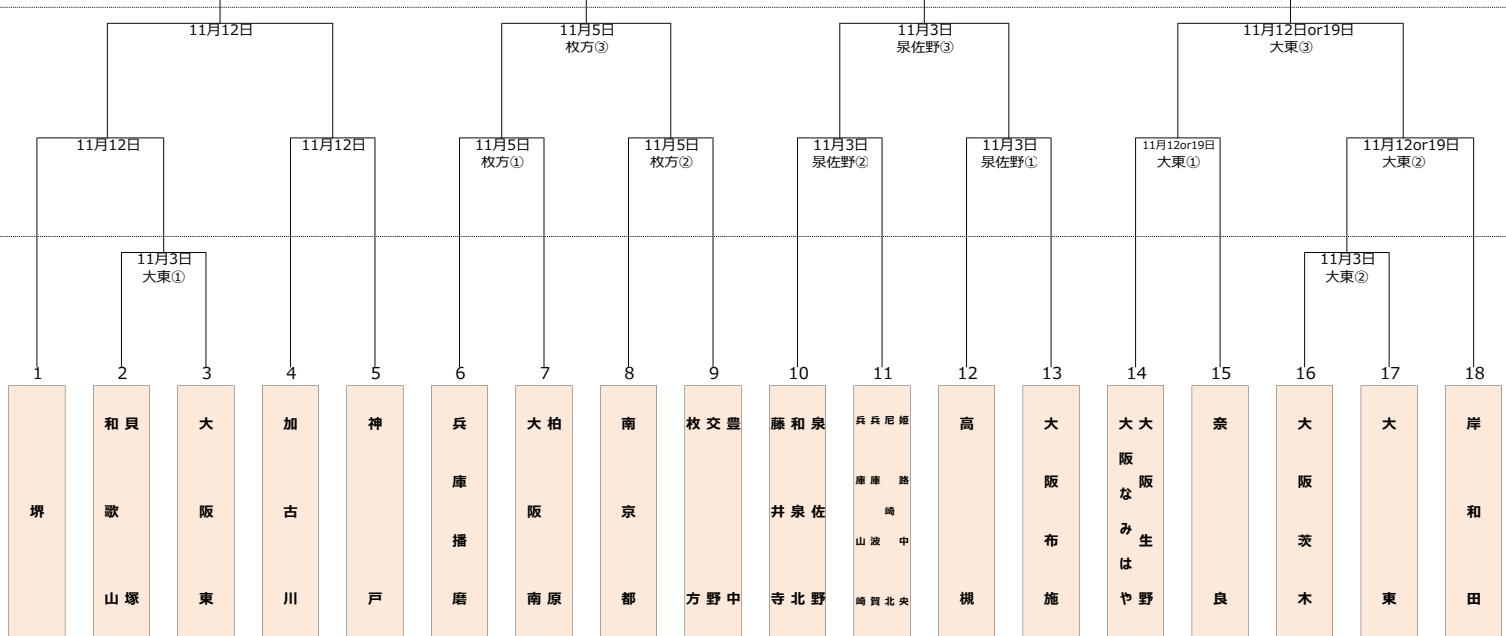 11月12日
11月5日
枚方③
11月3日
泉佐野③
11月12日or19日
大東③
11月12日
11月12日
11月5日
枚方①
11月5日
枚方②
11月3日
泉佐野②
11月3日
泉佐野①
11月12or19日
大東①
11月12or19日
大東②
11月3日
大東①
11月3日
大東②
1
2
3
4
5
6
7
8
9
10
11
12
13
14
15
16
17
18
堺
和歌山
貝塚
大阪東
加古川
神戸
兵庫播磨
大阪南
柏原
南京都
枚方
交野
豊中
藤井寺
和泉北
泉佐野
兵庫山崎
兵庫波賀
尼崎北
姫路中央
高槻
大阪布施
大阪なみはや
大阪生野
奈良
大阪茨木
大東
岸和田